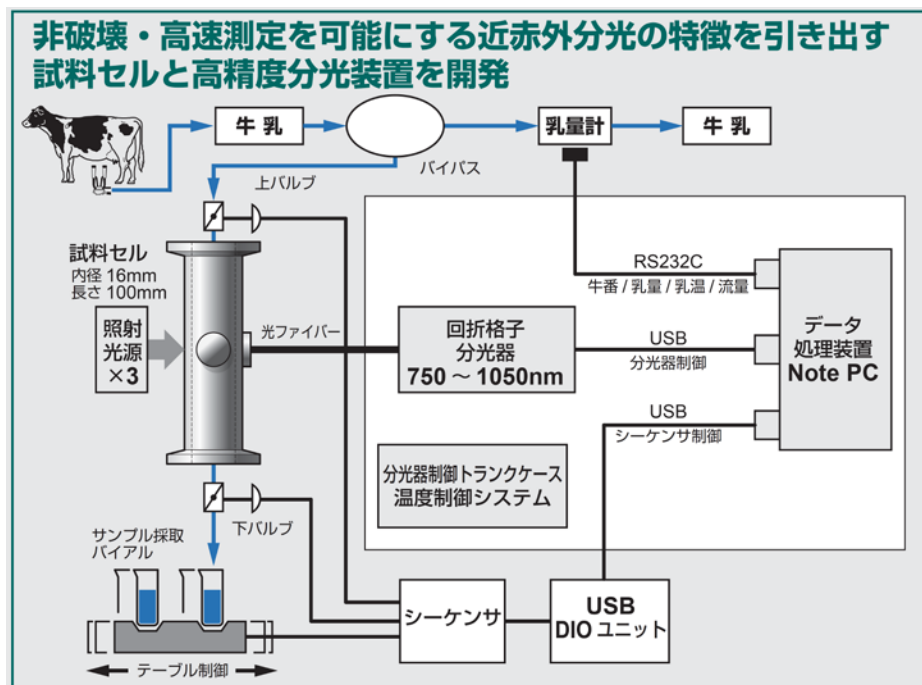 非破壊・高速測定を可能にする近赤外分光の特徴を引き出す
試料セルと高精度分光装置を開発
牛 乳
乳量計
牛 乳
上バルブ
バイパス
試料セル
内径 16mm
長さ 100mm
照射
光源
×3
光ファイバー
回折格子
分光器
750 ～ 1050nm
RS232C
牛番 / 乳量 / 乳温 / 流量
USB
分光器制御
USB
シーケンサ制御
データ
処理装置
Note PC
分光器制御トランクケース
温度制御システム
下バルブ
サンプル採取
バイアル
シーケンサ
USB
DIO ユニット
テーブル制御